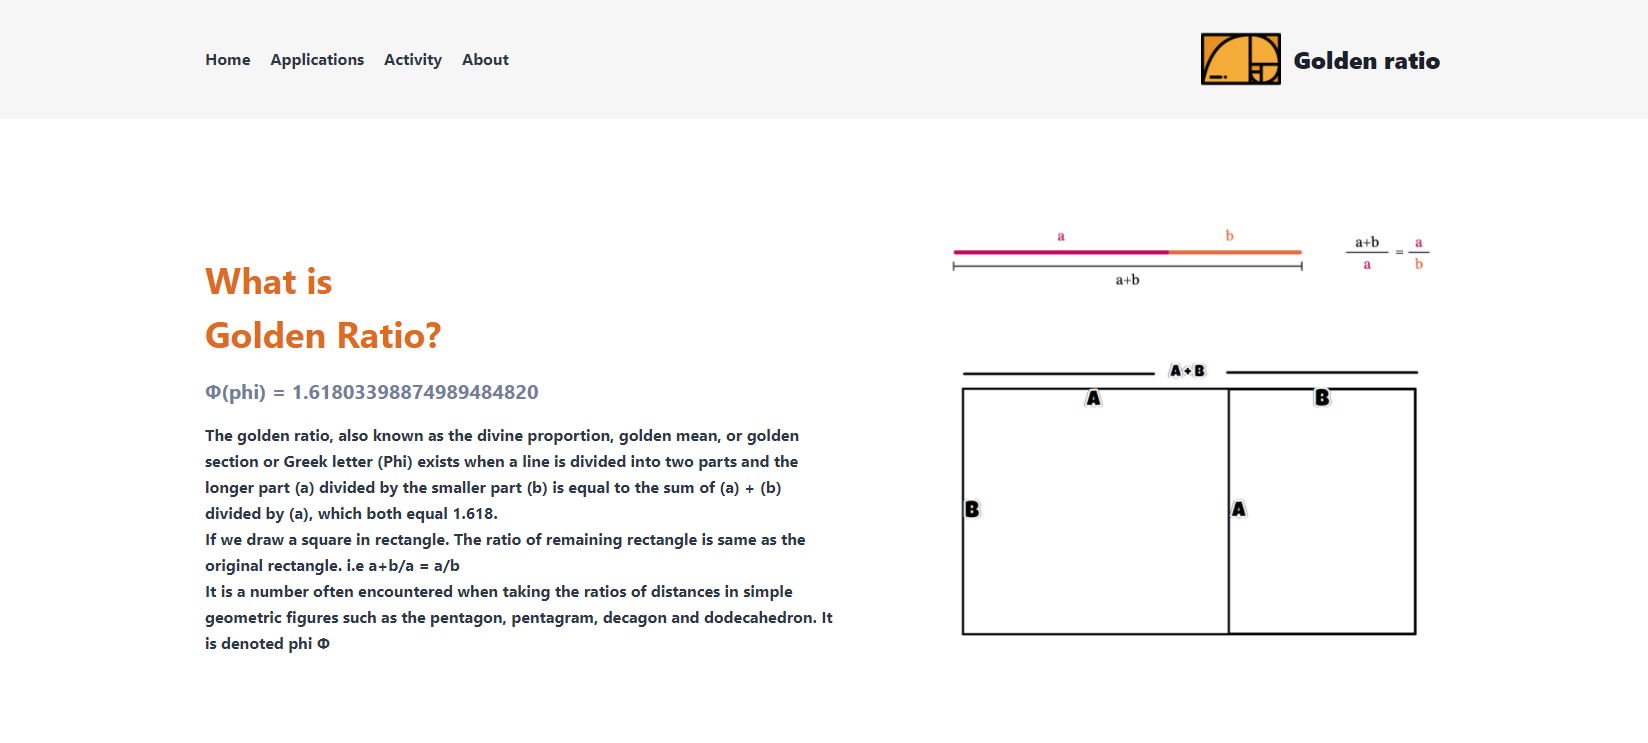 Home Applications Activity About
Golden ratio
What is
Golden Ratio?
Φ(phi) = 1.61803398874989484820
The golden ratio, also known as the divine proportion, golden mean, or golden
section or Greek letter (Phi) exists when a line is divided into two parts and the
longer part (a) divided by the smaller part (b) is equal to the sum of (a) + (b)
divided by (a), which both equal 1.618.
If we draw a square in rectangle. The ratio of remaining rectangle is same as the
original rectangle. i.e a+b/a = a/b
It is a number often encountered when taking the ratios of distances in simple
geometric figures such as the pentagon, pentagram, decagon and dodecahedron. It
is denoted phi Φ
a b
a+b
a+b a
=
a b
A+B
A B
B A